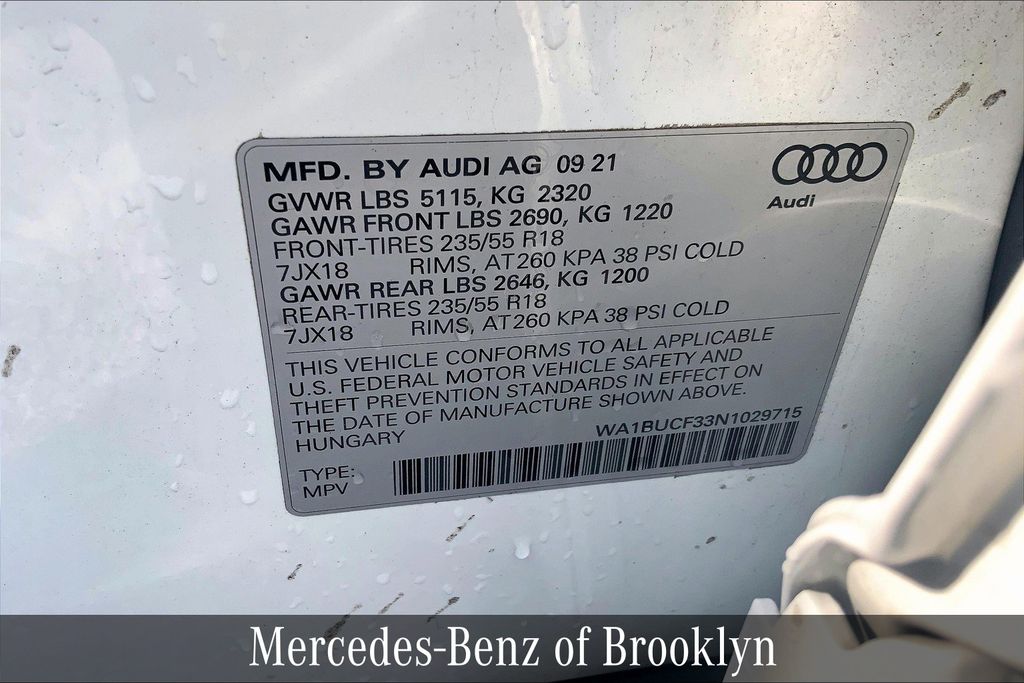 MFD. BY AUDI AG 09 21
Audi
GVWR LBS 5115, KG 2320
GAWR FRONT LBS 2690, KG 1220
FRONT-TIRES 235/55 R18
7JX18 RIMS, AT 260 KPA 38 PSI COLD
GAWR REAR LBS 2646, KG 1200
REAR-TIRES 235/55 R18
7JX18 RIMS, AT 260 KPA 38 PSI COLD
THIS VEHICLE CONFORMS TO ALL APPLICABLE
U.S. FEDERAL MOTOR VEHICLE SAFETY AND
THEFT PREVENTION STANDARDS IN EFFECT ON
THE DATE OF MANUFACTURE SHOWN ABOVE.
HUNGARY
WA1BUCF33N1029715
TYPE:
MPV
Mercedes-Benz of Brooklyn